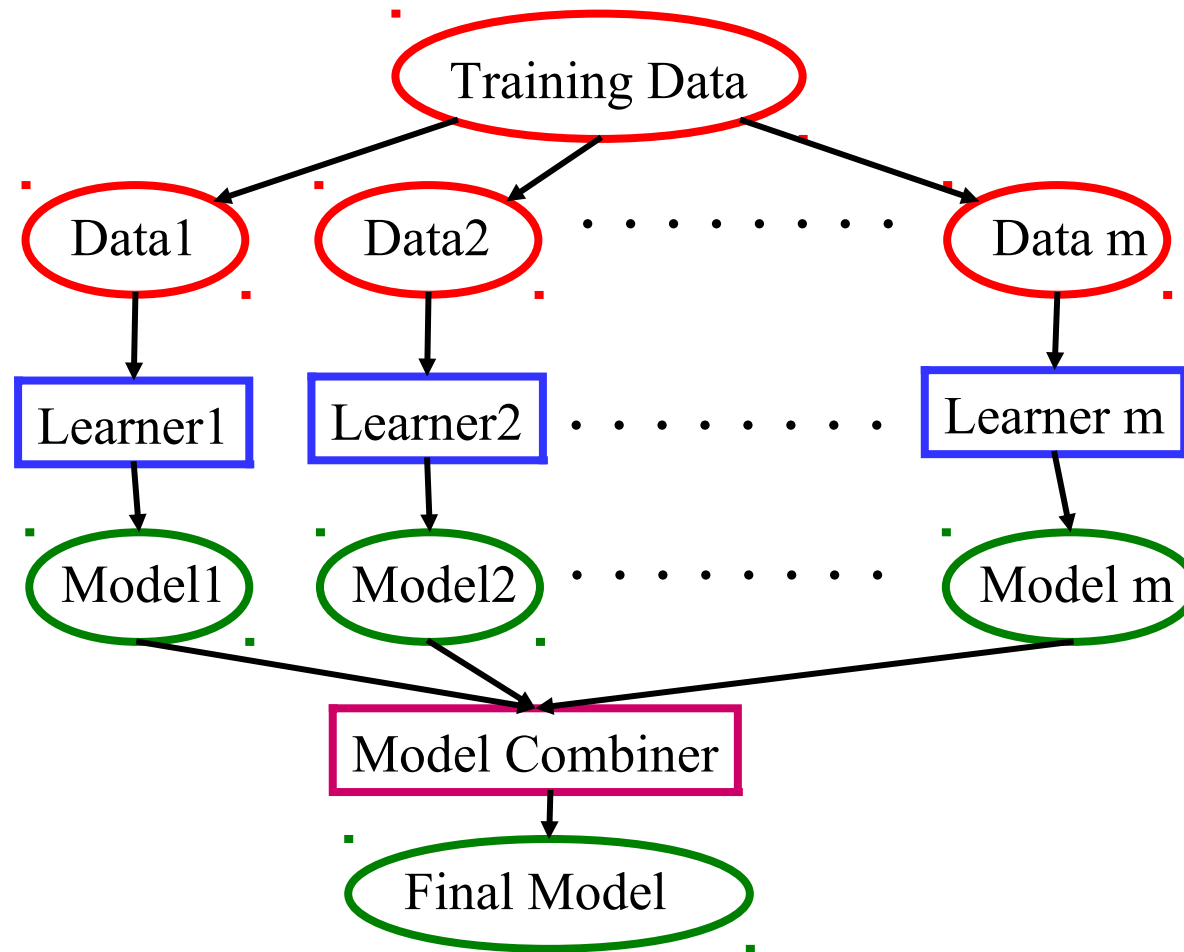 Training Data
Data1 Data2 . . . . . . . . Data m
Learner1 Learner2 . . . . . . . . Learner m
Model1 Model2 . . . . . . . . Model m
Model Combiner
Final Model